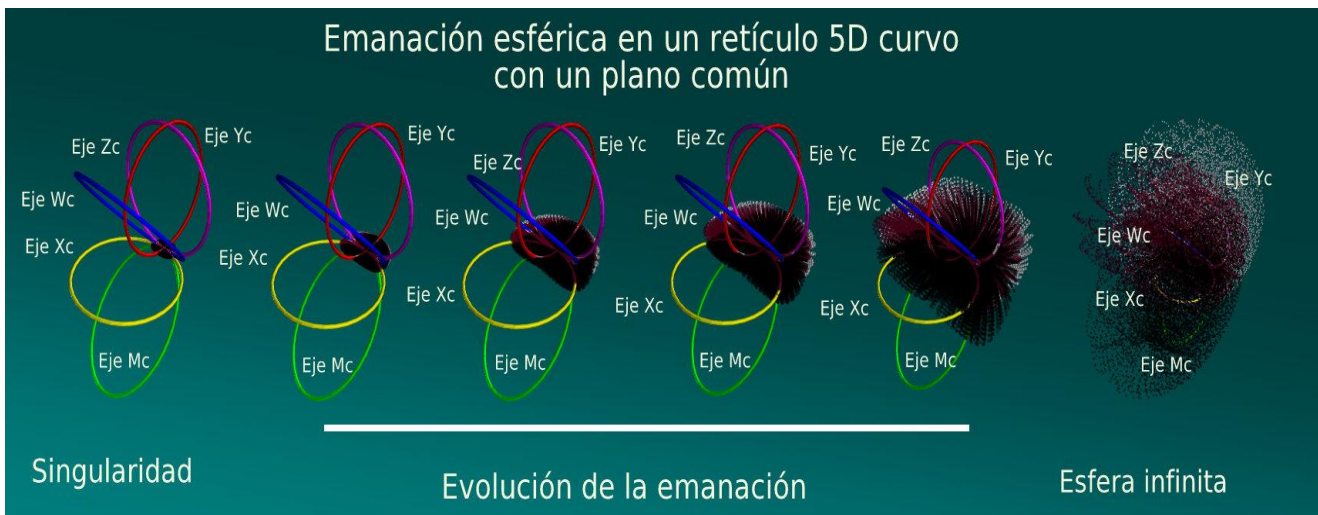 Emanación esférica en un retículo 5D curvo
con un plano común
Eje Zc
Eje Yc
Eje Wc
Eje Xc
Eje Mc
Eje Yc
Eje Wc
Eje Xc
Eje Mc
Eje Zc
Eje Yc
Eje Wc
Eje Xc
Eje Mc
Eje Zc
Eje Yc
Eje Wc
Eje Xc
Eje Mc
Eje Zc
Eje Yc
Eje Wc
Eje Xc
Eje Mc
Eje Zc
Eje Yc
Eje Wc
Eje Xc
Eje Mc
Singularidad
Evolución de la emanación
Esfera infinita